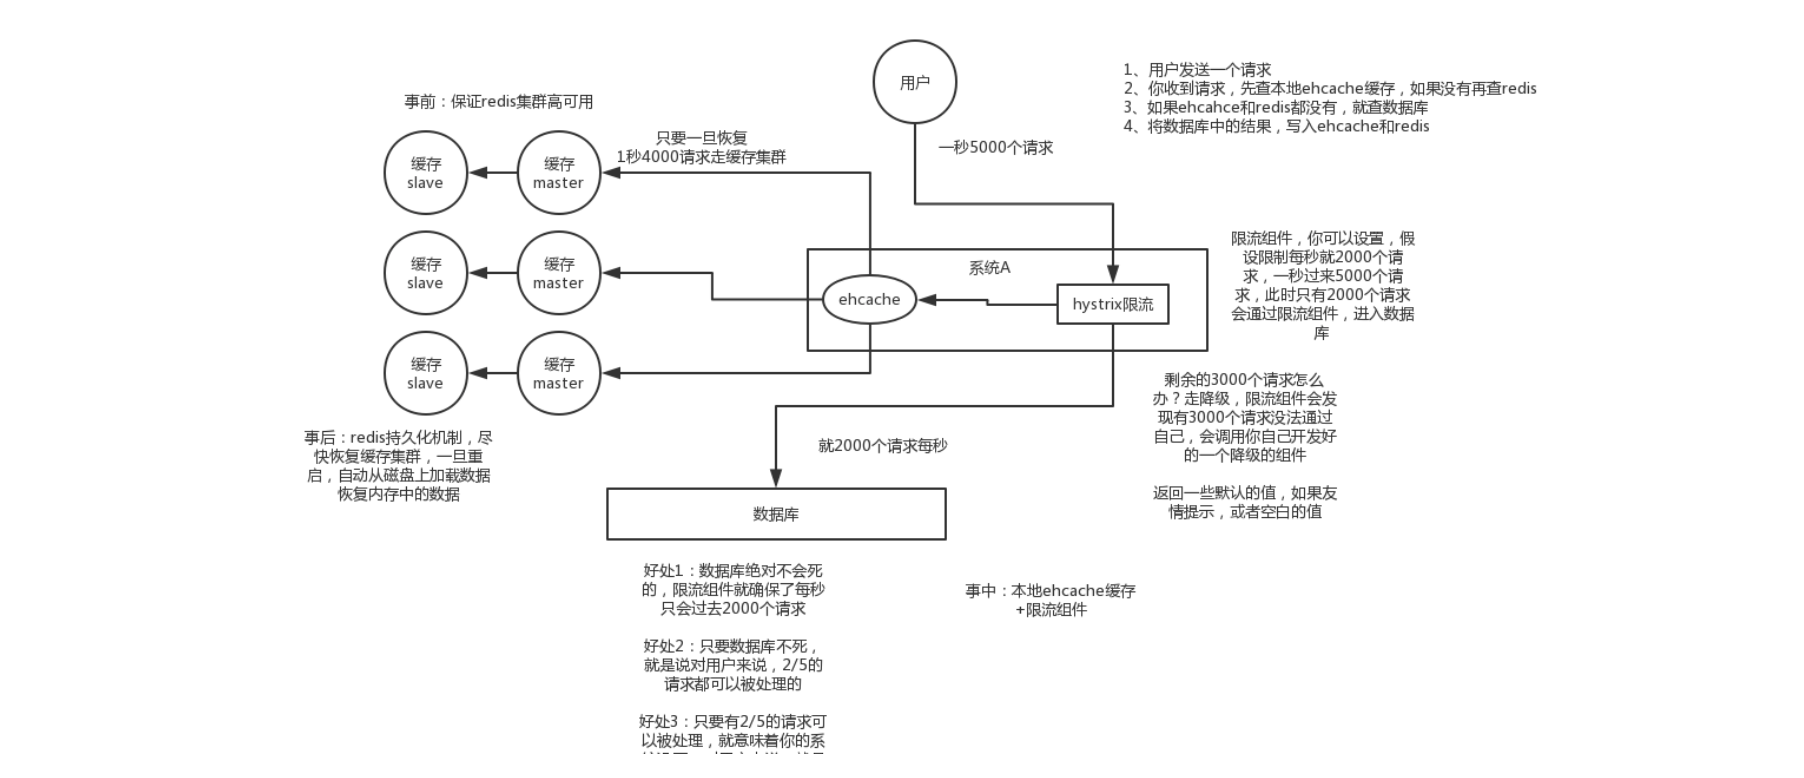 用户
1、用户发送一个请求
2、你收到请求，先查本地ehcache缓存，如果没有再查redis
3、如果ehcahce和redis都没有，就查数据库
4、将数据库中的结果，写入ehcache和redis
事前：保证redis集群高可用
只要一旦恢复
1秒4000请求走缓存集群
一秒5000个请求
缓存
slave
缓存
master
缓存
slave
缓存
master
缓存
slave
缓存
master
系统A
ehcache
hystrix限流
限流组件，你可以设置，假
设限制每秒就2000个请
求，一秒过来5000个请
求，此时只有2000个请求
会通过限流组件，进入数据
库
剩余的3000个请求怎么
办？走降级，限流组件会发
现有3000个请求没法通过
自己，会调用你自己开发好
的一个降级的组件
返回一些默认的值，如果友
情提示，或者空白的值
事后：redis持久化机制，尽
快恢复缓存集群，一旦重
启，自动从磁盘上加载数据
恢复内存中的数据
就2000个请求每秒
数据库
好处1：数据库绝对不会死
的，限流组件就确保了每秒
只会过去2000个请求
事中：本地ehcache缓存
+限流组件
好处2：只要数据库不死，
就是说对用户来说，2/5的
请求都可以被处理的
好处3：只要有2/5的请求可
以被处理，就意味着你的系